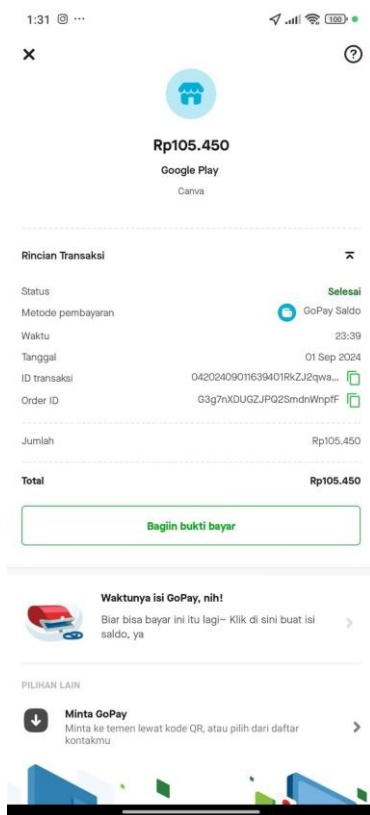 1:31
100
Rp105.450
Google Play
Canva
Rincian Transaksi
Status Selesai
Metode pembayaran GoPay Saldo
Waktu 23:39
Tanggal 01 Sep 2024
ID transaksi 04202409011639401RkZJ2qwa...
Order ID G3g7nXDUGZJPQ2SmdnWnpfF
Jumlah Rp105.450
Total Rp105.450
Bagiin bukti bayar
Waktunya isi GoPay, nih!
Biar bisa bayar ini itu lagi~ Klik di sini buat isi
saldo, ya
PILIHAN LAIN
Minta GoPay
Minta ke temen lewat kode QR, atau pilih dari daftar
kontakmu